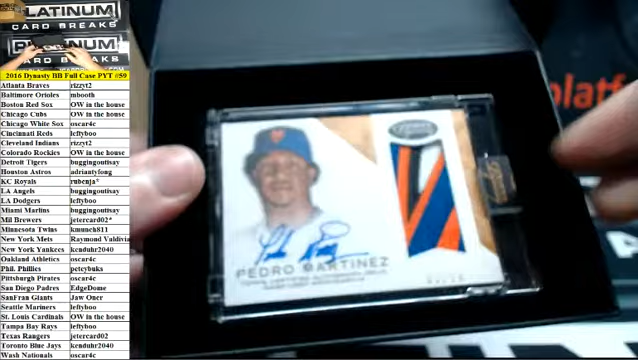 PLATINUM
CARD BREAKS
PLATINUM
CARD BREAKS
2016 Dynasty BB Full Case PYT #59
Atlanta Braves rizzyt2
Baltimore Orioles mbooth
Boston Red Sox OW in the house
Chicago Cubs OW in the house
Chicago White Sox oscar4c
Cincinnati Reds leftyboo
Cleveland Indians rizzyt2
Colorado Rockies OW in the house
Detroit Tigers buggingoutisay
Houston Astros adriantyfong
KC Royals rubenja*
LA Angels buggingoutisay
LA Dodgers leftyboo
Miami Marlins buggingoutisay
Mil Brewers jetercard02*
Minnesota Twins kmunch811
New York Mets Raymond Valdivia
New York Yankees kenduhr2040
Oakland Athletics oscar4c
Phil. Phillies peteybuks
Pittsburgh Pirates oscar4c
San Diego Padres EdgeDome
SanFran Giants Jaw Oner
Seattle Mariners leftyboo
St. Louis Cardinals OW in the house
Tampa Bay Rays leftyboo
Texas Rangers jetercard02
Toronto Blue Jays kenduhr2040
Wash Nationals oscar4c
platf
PEDRO MARTINEZ